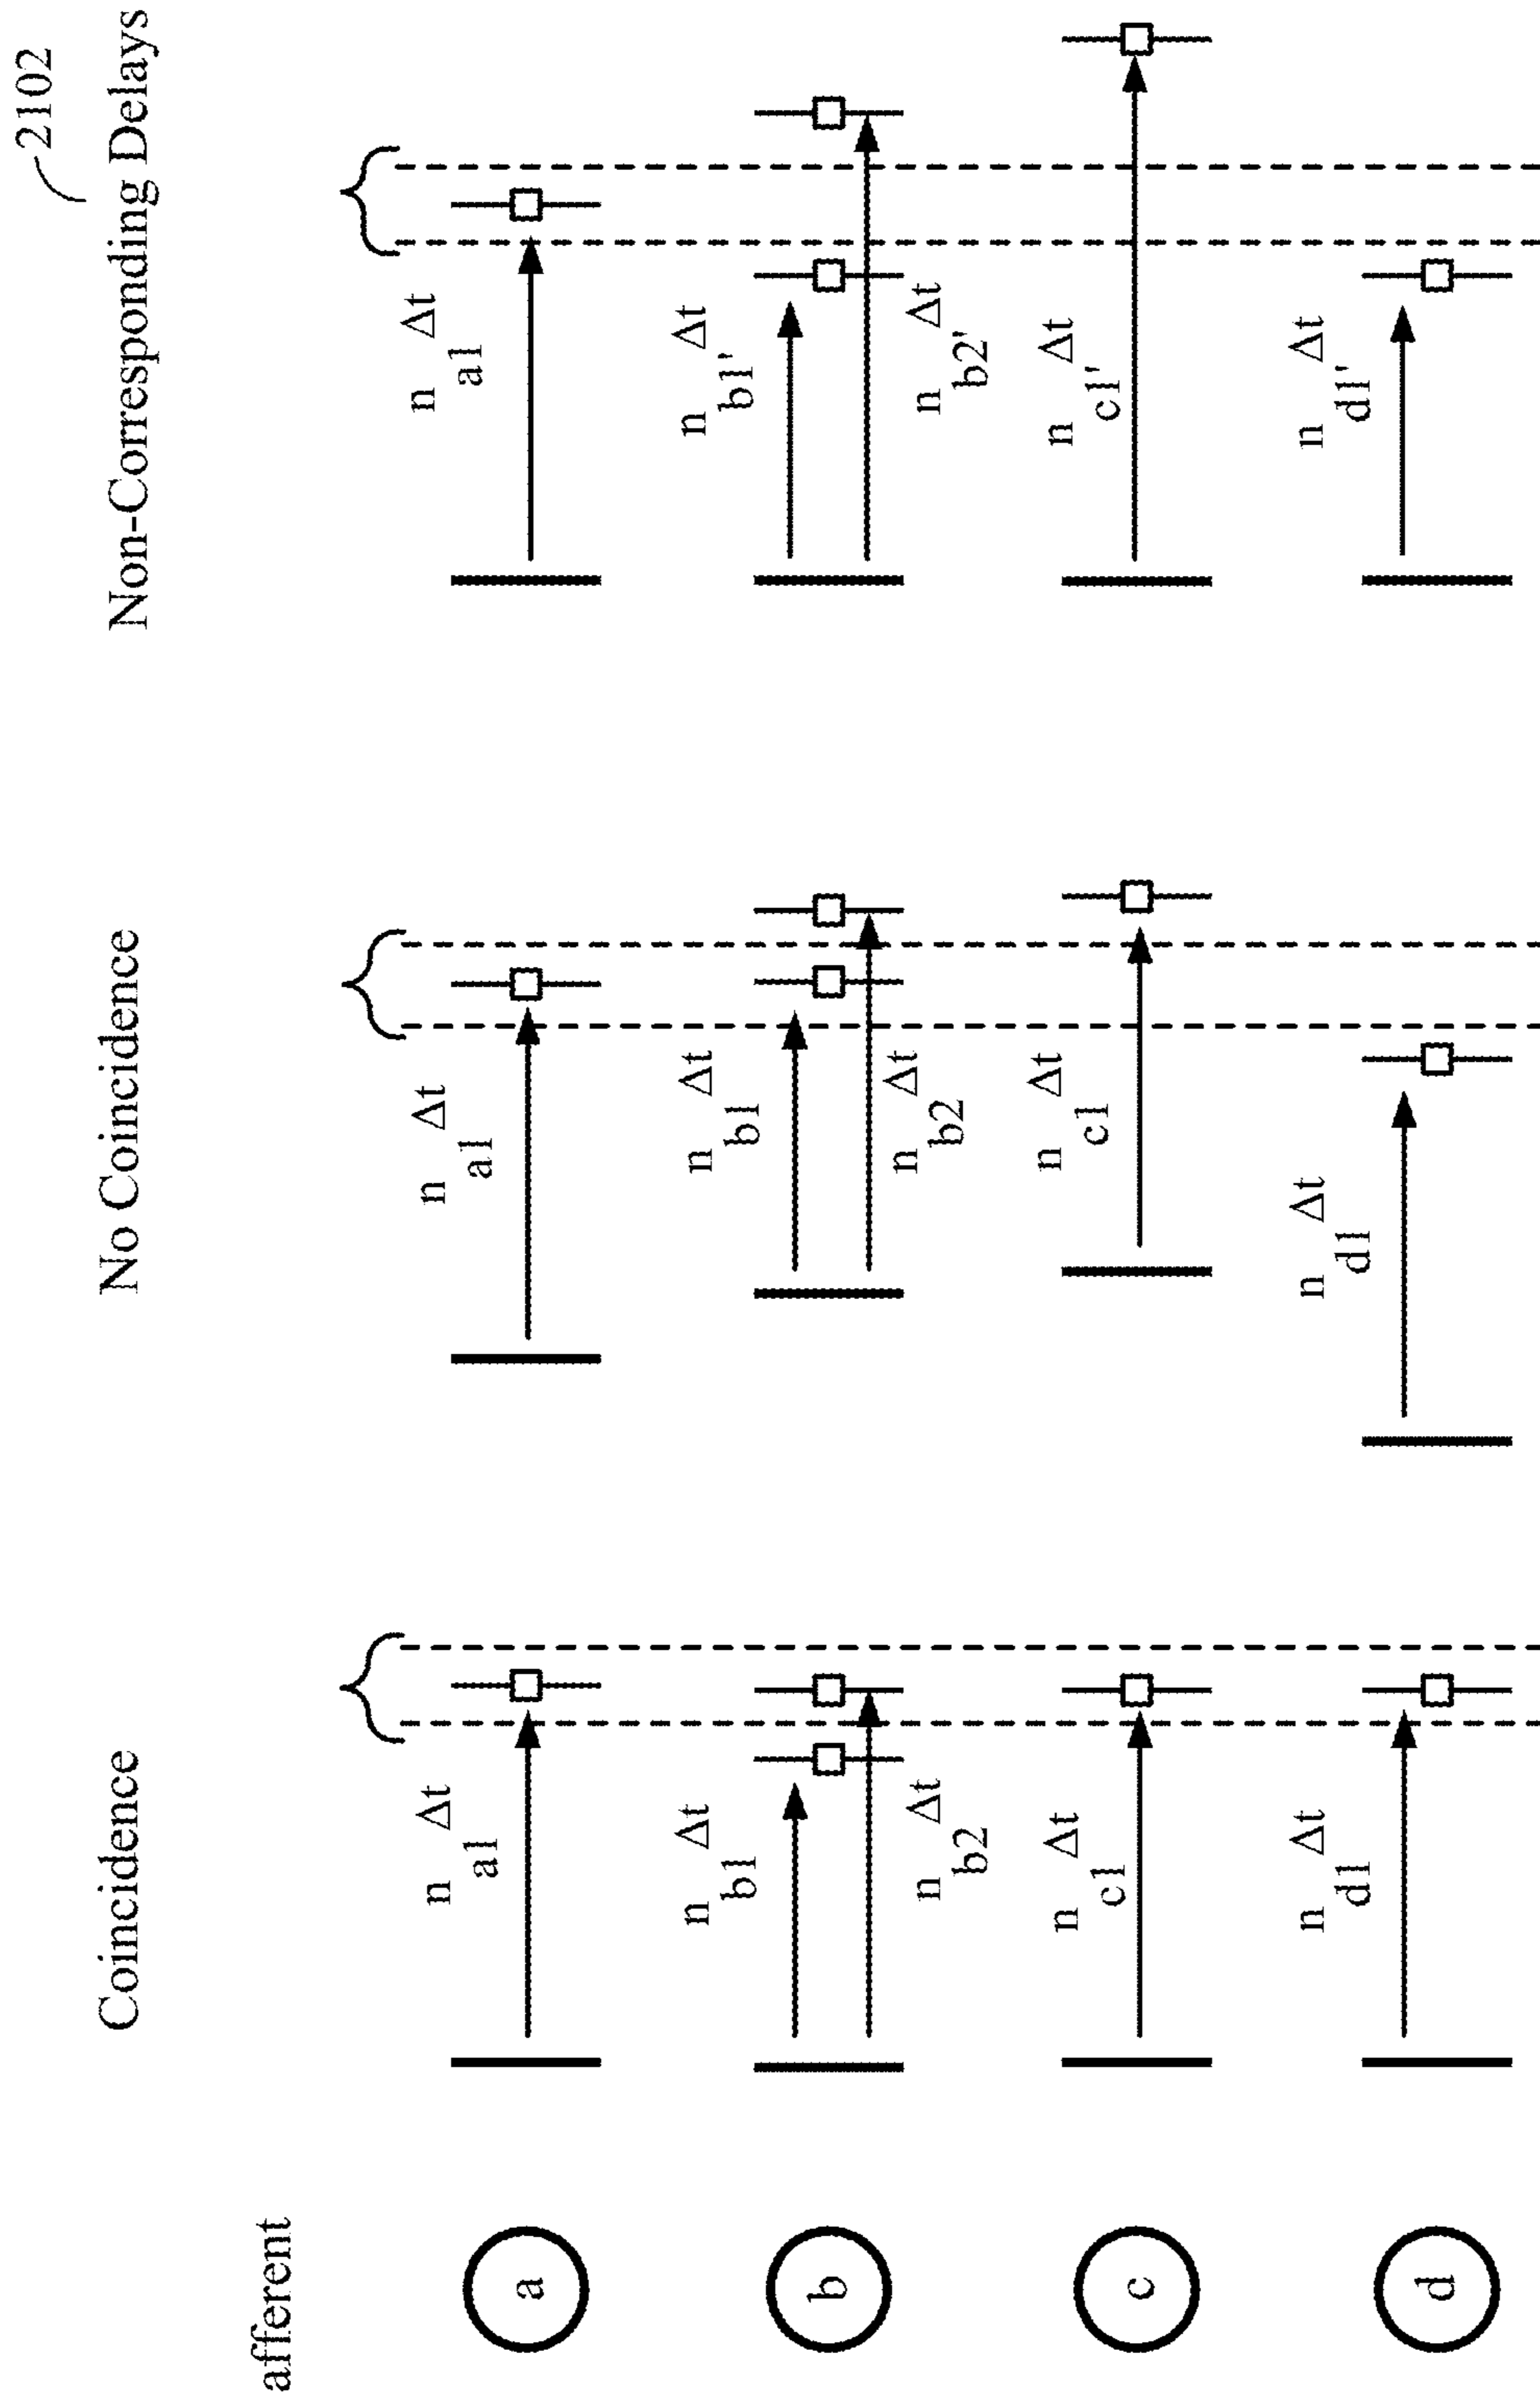 2102
Coincidence
No Coincidence
Non-Corresponding Delays
afferent
a
n a1 Δt
n a1 Δt
n a1 Δt
b
n b1 Δt
n b2 Δt
n b1 Δt
n b2 Δt
n b1' Δt
n b2' Δt
c
n c1 Δt
n c1 Δt
n c1' Δt
d
n d1 Δt
n d1 Δt
n d1' Δt